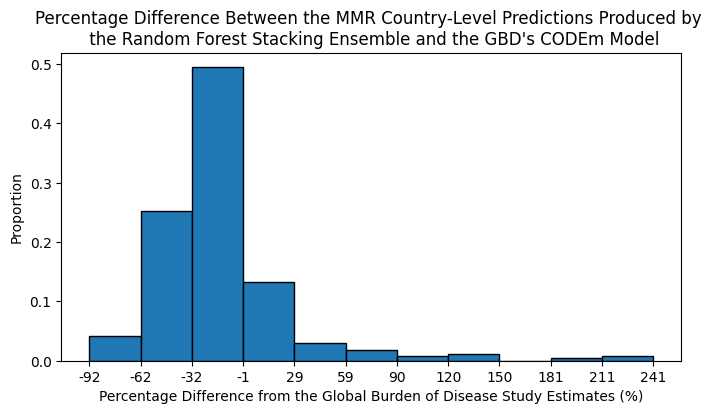 Percentage Difference Between the MMR Country-Level Predictions Produced by
the Random Forest Stacking Ensemble and the GBD's CODEm Model
0.5
0.4
0.3
0.2
0.1
0.0
Proportion
-92 -62 -32 -1 29 59 90 120 150 181 211 241
Percentage Difference from the Global Burden of Disease Study Estimates (%)